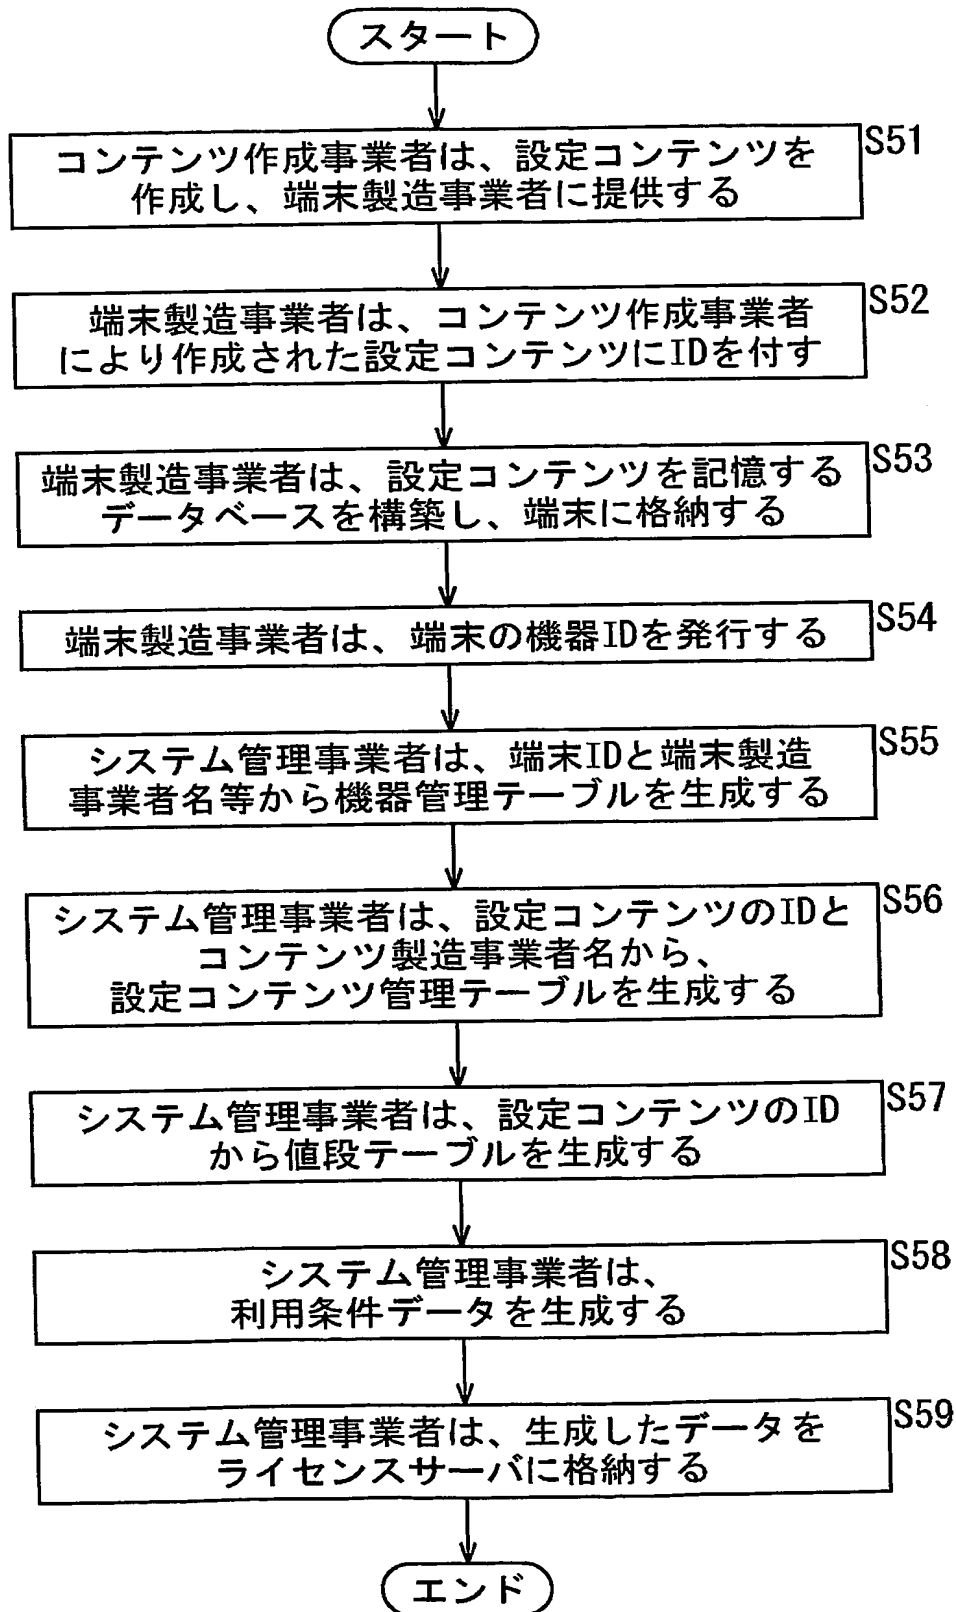 スタート
S51
コンテンツ作成事業者は、設定コンテンツを
作成し、端末製造事業者に提供する
S52
端末製造事業者は、コンテンツ作成事業者
により作成された設定コンテンツにIDを付す
S53
端末製造事業者は、設定コンテンツを記憶する
データベースを構築し、端末に格納する
S54
端末製造事業者は、端末の機器IDを発行する
S55
システム管理事業者は、端末IDと端末製造
事業者名等から機器管理テーブルを生成する
S56
システム管理事業者は、設定コンテンツのIDと
コンテンツ製造事業者名から、
設定コンテンツ管理テーブルを生成する
S57
システム管理事業者は、設定コンテンツのID
から値段テーブルを生成する
S58
システム管理事業者は、
利用条件データを生成する
S59
システム管理事業者は、生成したデータを
ライセンスサーバに格納する
エンド